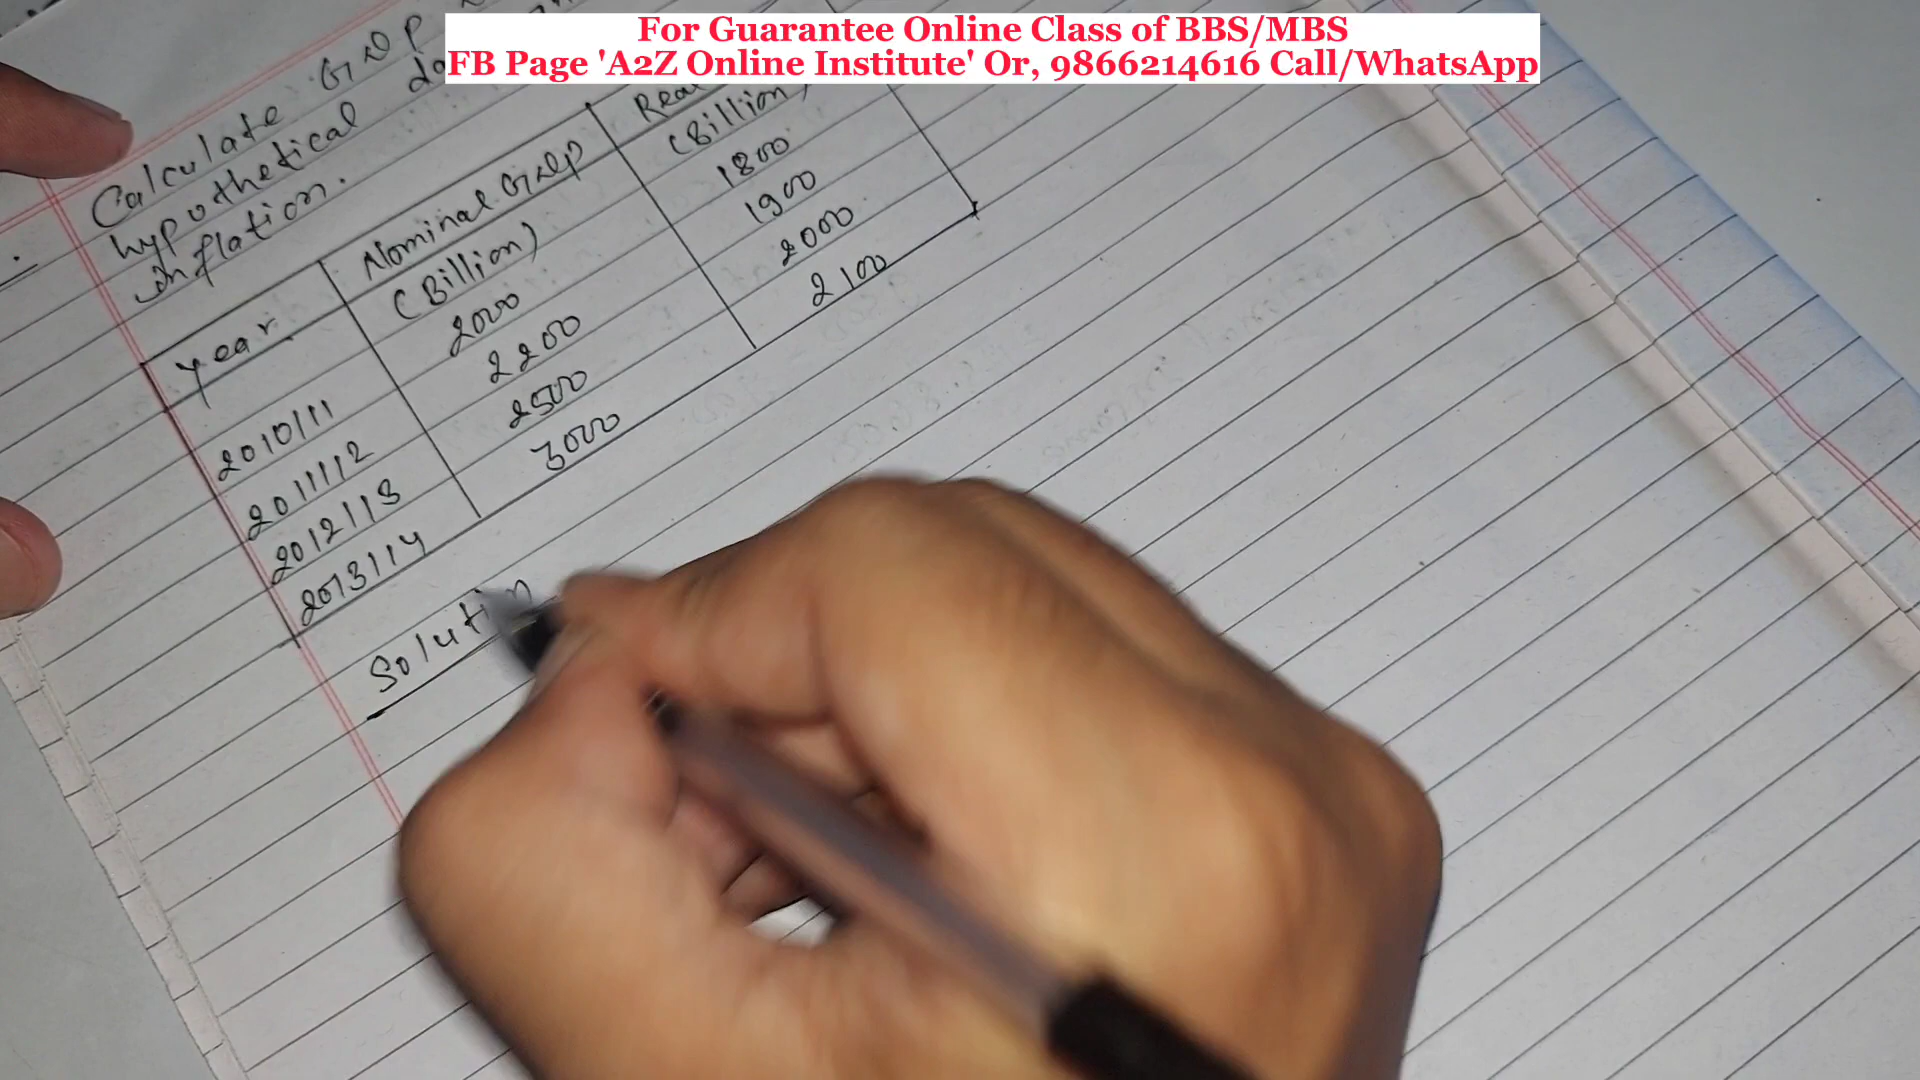 For Guarantee Online Class of BBS/MBS
FB Page 'A2Z Online Institute' Or, 9866214616 Call/WhatsApp
Calculate GDP
hypothetical
inflation.
Year
Nominal GDP
(Billion)
(Billion)
2010/11 2000 1800
2011/12 2200 1900
2012/13 2500 2000
2013/14 3000 2100
Solution